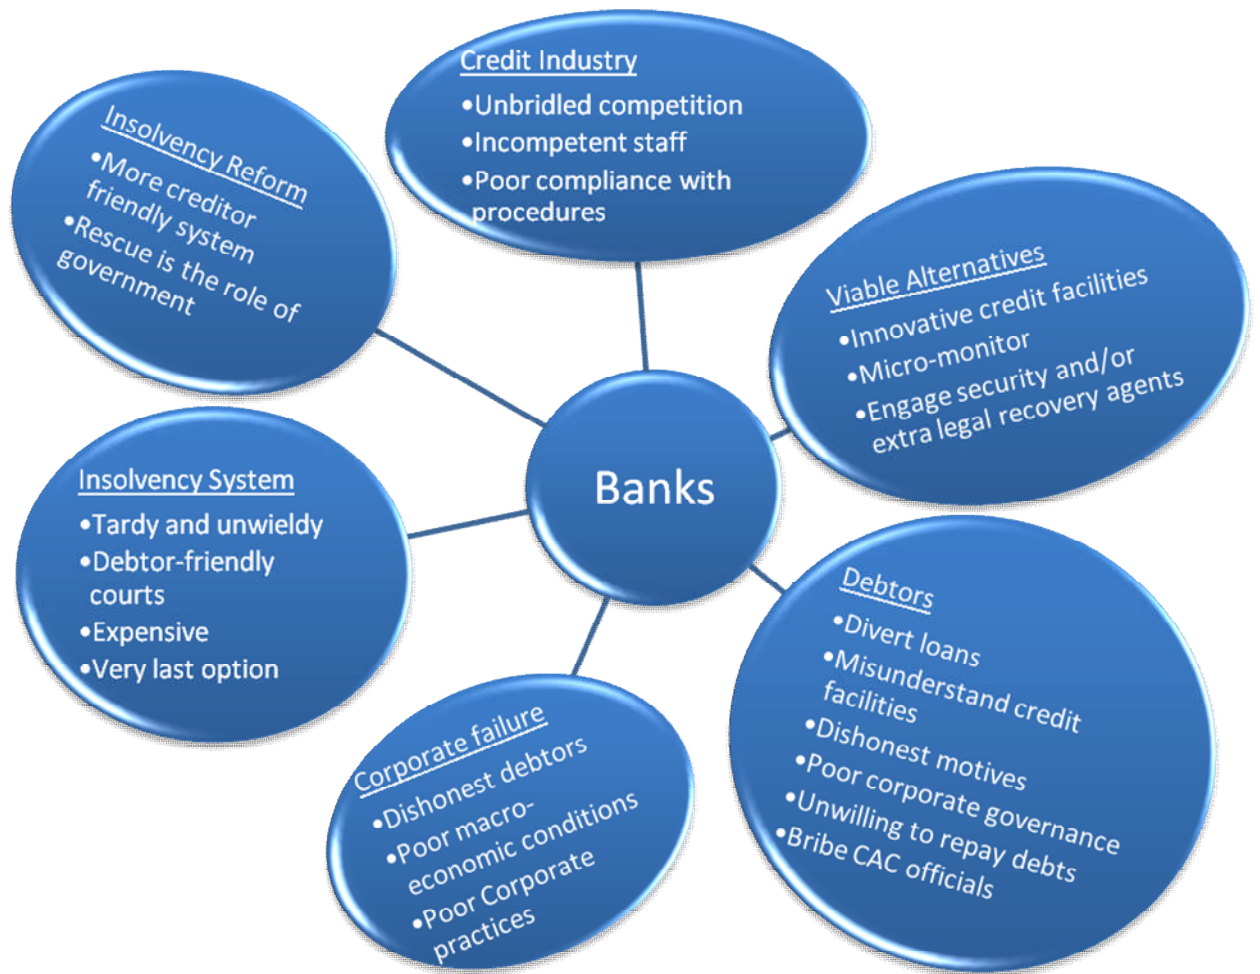 Credit Industry
•Unbridled competition
•Incompetent staff
•Poor compliance with
procedures
Insolvency Reform
•More creditor
friendly system
•Rescue is the role of
government
Viable Alternatives
•Innovative credit facilities
•Micro-monitor
•Engage security and/or
extra legal recovery agents
Banks
Insolvency System
•Tardy and unwieldy
•Debtor-friendly
courts
•Expensive
•Very last option
Debtors
•Divert loans
•Misunderstand credit
facilities
•Dishonest motives
•Poor corporate governance
•Unwilling to repay debts
•Bribe CAC officials
Corporate failure
•Dishonest debtors
•Poor macro-
economic conditions
•Poor Corporate
practices